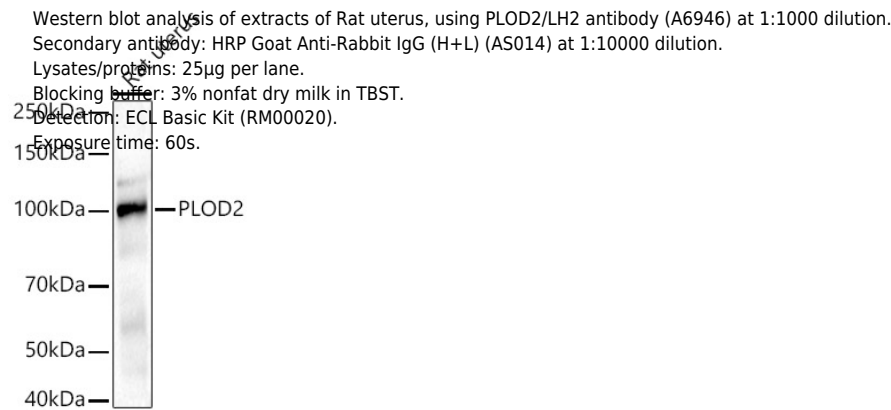 Western blot analysis of extracts of Rat uterus, using PLOD2/LH2 antibody (A6946) at 1:1000 dilution.
Secondary antibody: HRP Goat Anti-Rabbit IgG (H+L) (AS014) at 1:10000 dilution.
Lysates/proteins: 25μg per lane.
Blocking buffer: 3% nonfat dry milk in TBST.
Detection: ECL Basic Kit (RM00020).
Exposure time: 60s.
Rat uterus
250kDa
150kDa
100kDa
PLOD2
70kDa
50kDa
40kDa